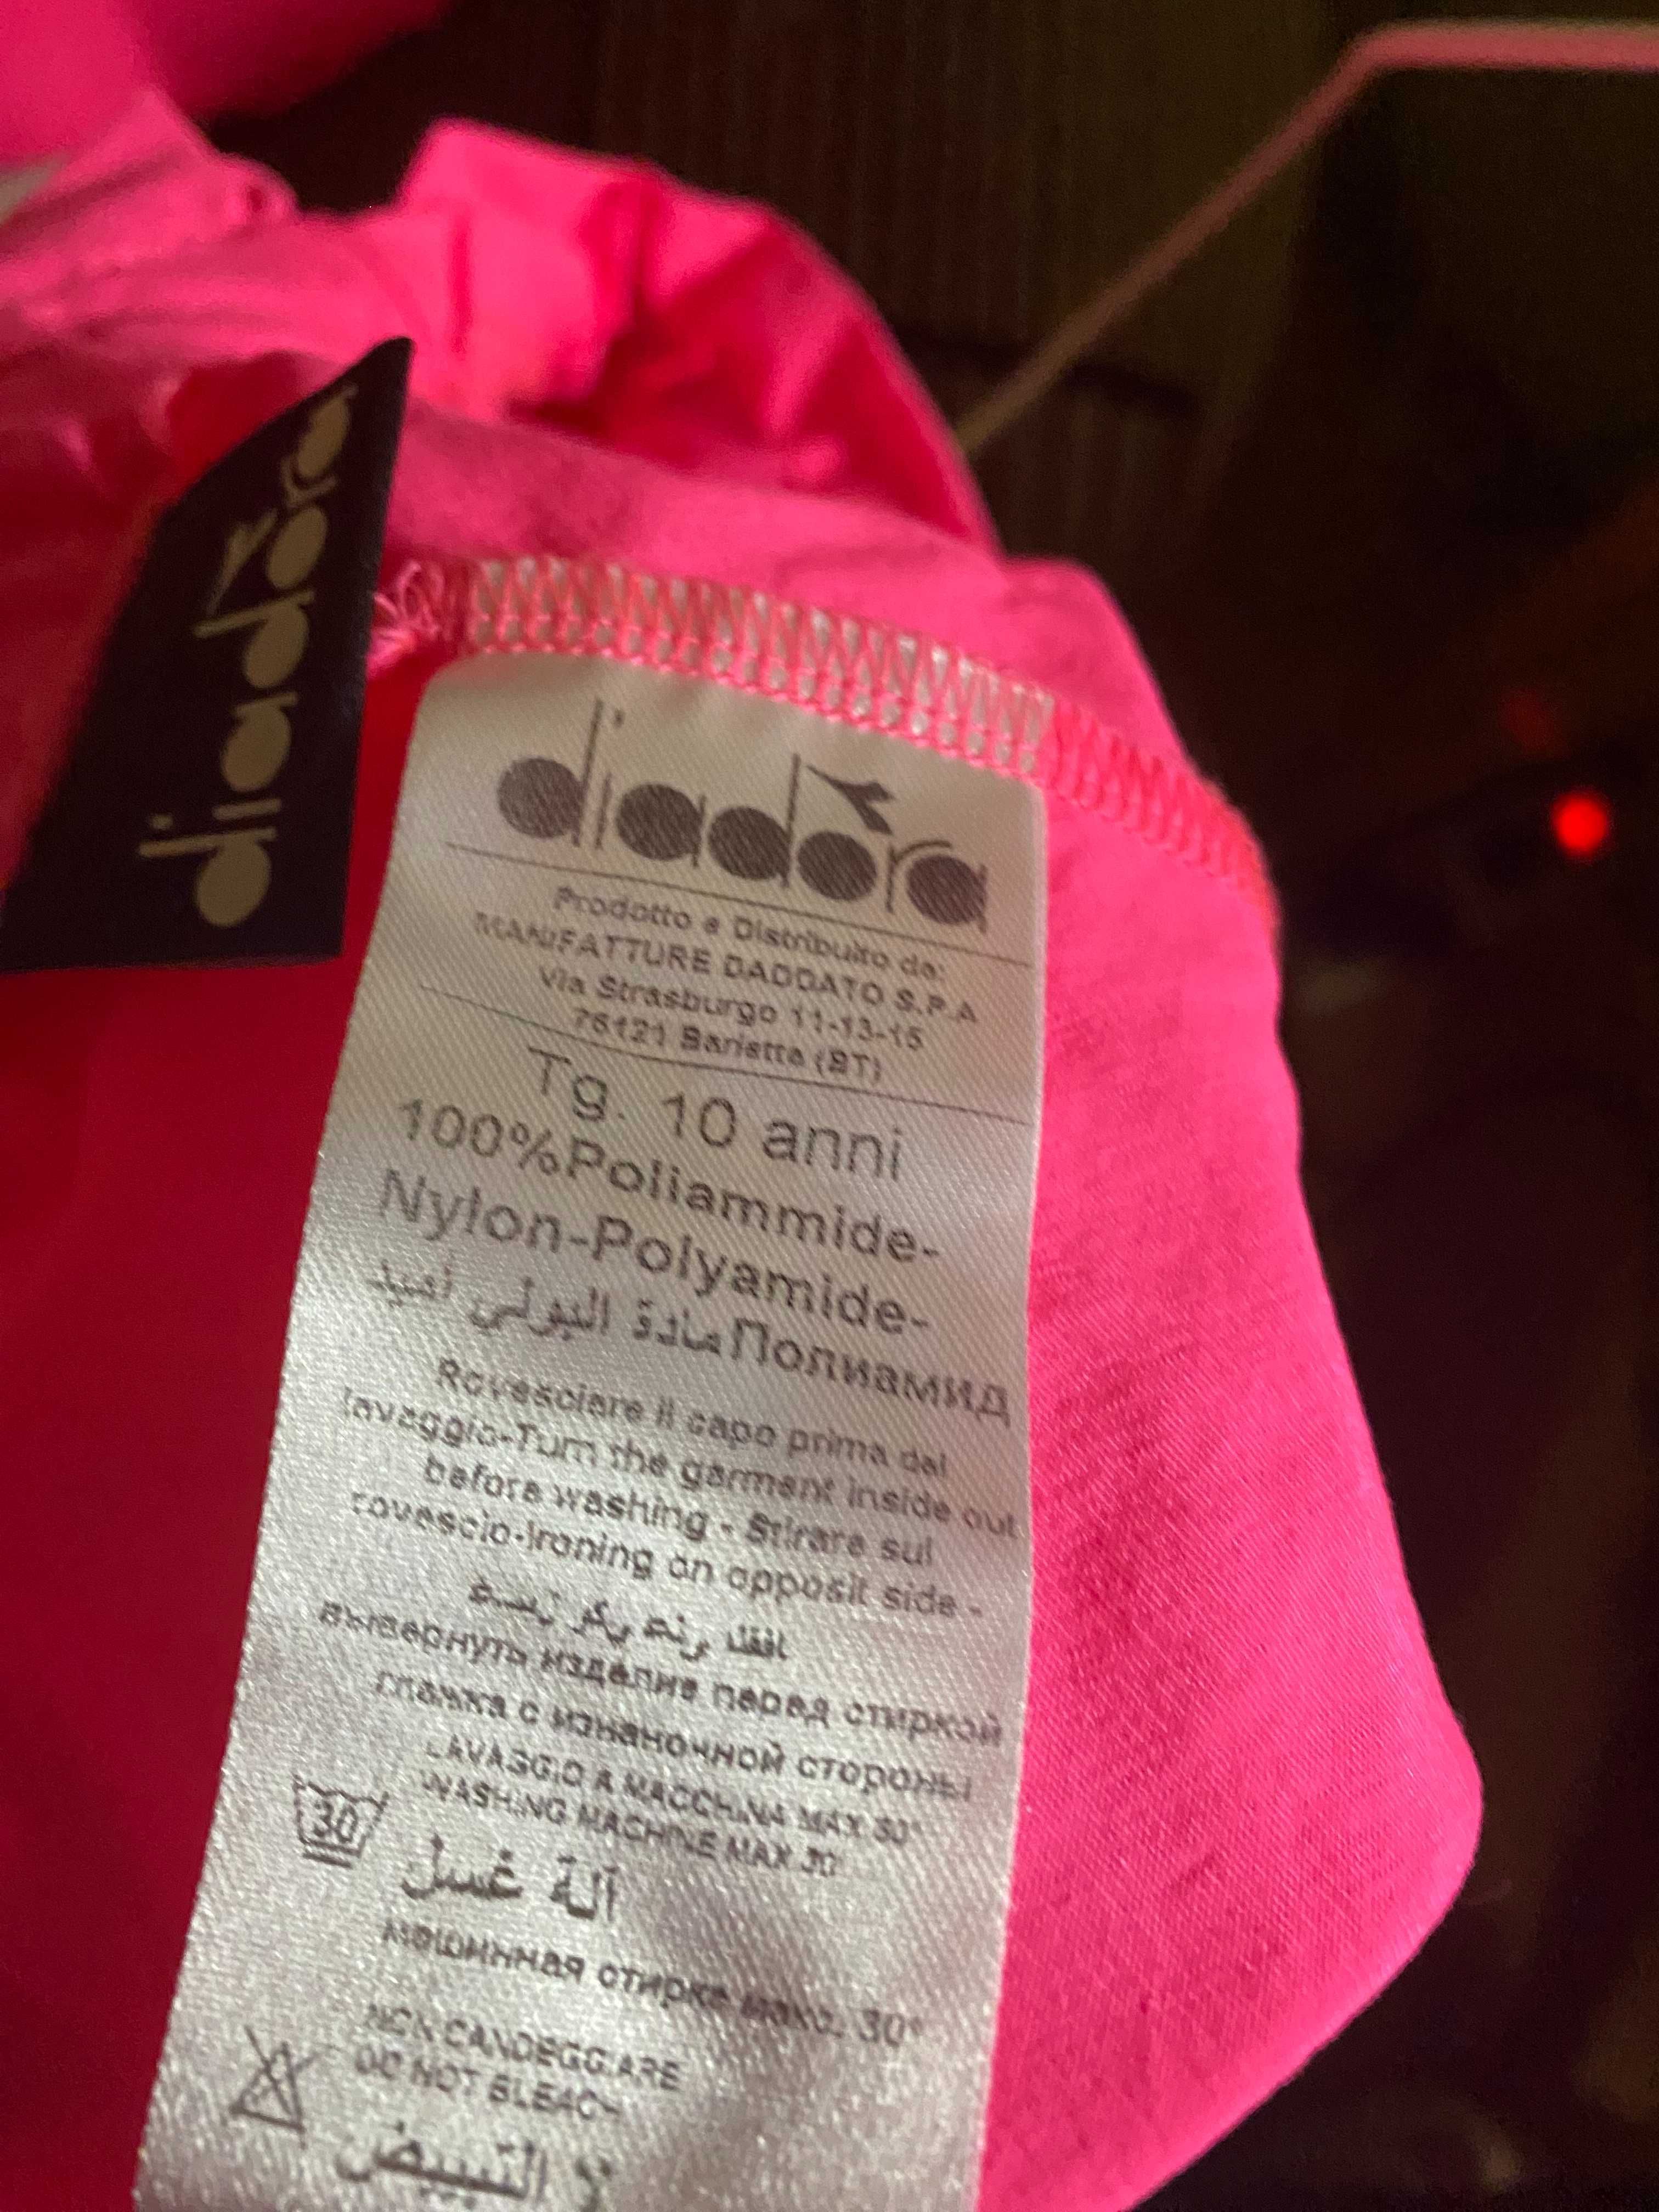 diadora
diadora
Prodotto e Distribuito da:
MANIFATTURE DADDATO S.P.A
Via Strasburgo 11-13-15
76121 Barletta (BT)
Tg. 10 anni
100%Poliammide-
Nylon-Polyamide-
مادة البولي أميد Полиамид
Rovesciare il capo prima del
lavaggio-Turn the garment inside out
before washing - Stirare sul
rovescio-Ironing on opposit side -
вывернуть изделие перед стиркой
глажка с изнаночной стороны
LAVAGGIO A MACCHINA MAX 30°
WASHING MACHINE MAX 30°
30
آلة غسل
машинная стирка макс. 30°
NON CANDEGGIARE
DO NOT BLEACH
لا التبييض